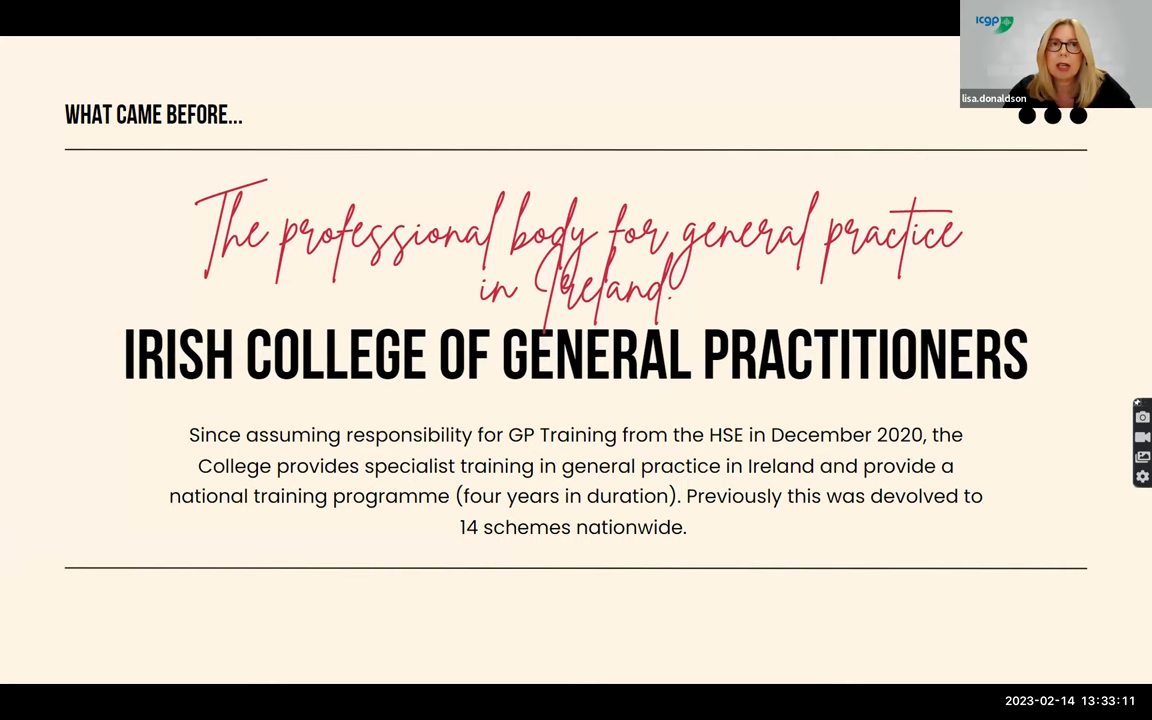 icgp
lisa.donaldson
WHAT CAME BEFORE...
The professional body for general practice
in Ireland.
IRISH COLLEGE OF GENERAL PRACTITIONERS
Since assuming responsibility for GP Training from the HSE in December 2020, the
College provides specialist training in general practice in Ireland and provide a
national training programme (four years in duration). Previously this was devolved to
14 schemes nationwide.
2023-02-14 13:33:11